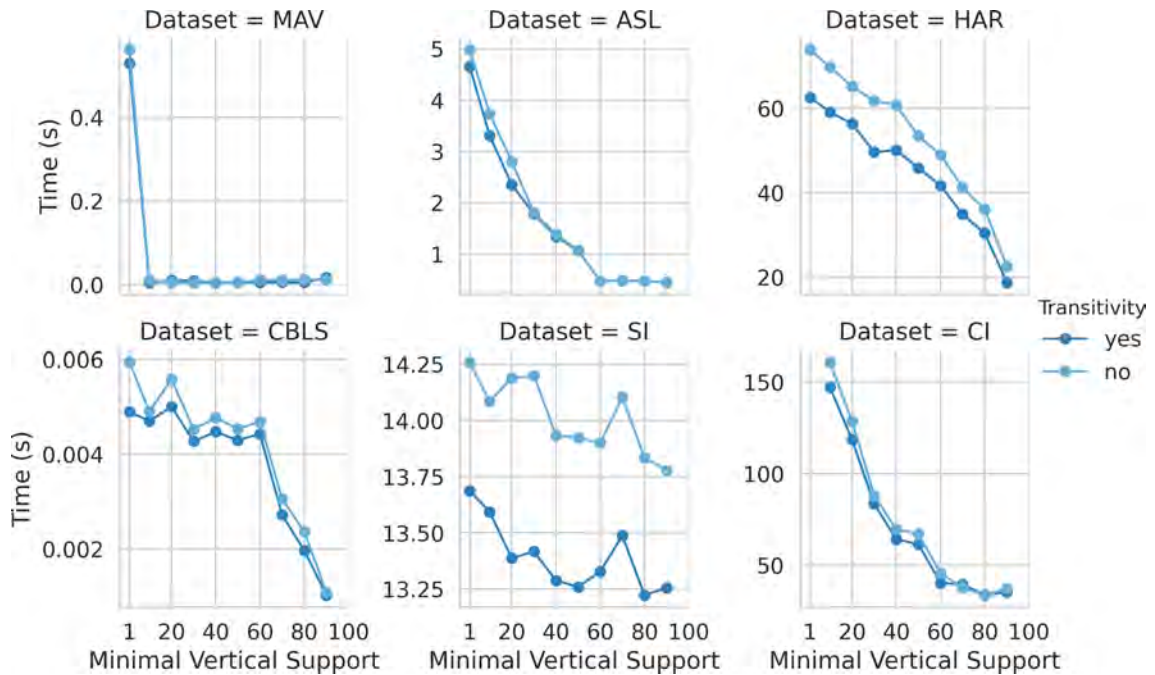 Dataset = MAV
Dataset = ASL
Dataset = HAR
Time (s)
0.4
0.2
0.0
5
4
3
2
1
60
40
20
Transitivity
yes
no
Dataset = CBLS
Dataset = SI
Dataset = CI
Time (s)
0.006
0.004
0.002
14.25
14.00
13.75
13.50
13.25
150
100
50
1 20 40 60 80 100
1 20 40 60 80 100
1 20 40 60 80 100
Minimal Vertical Support
Minimal Vertical Support
Minimal Vertical Support